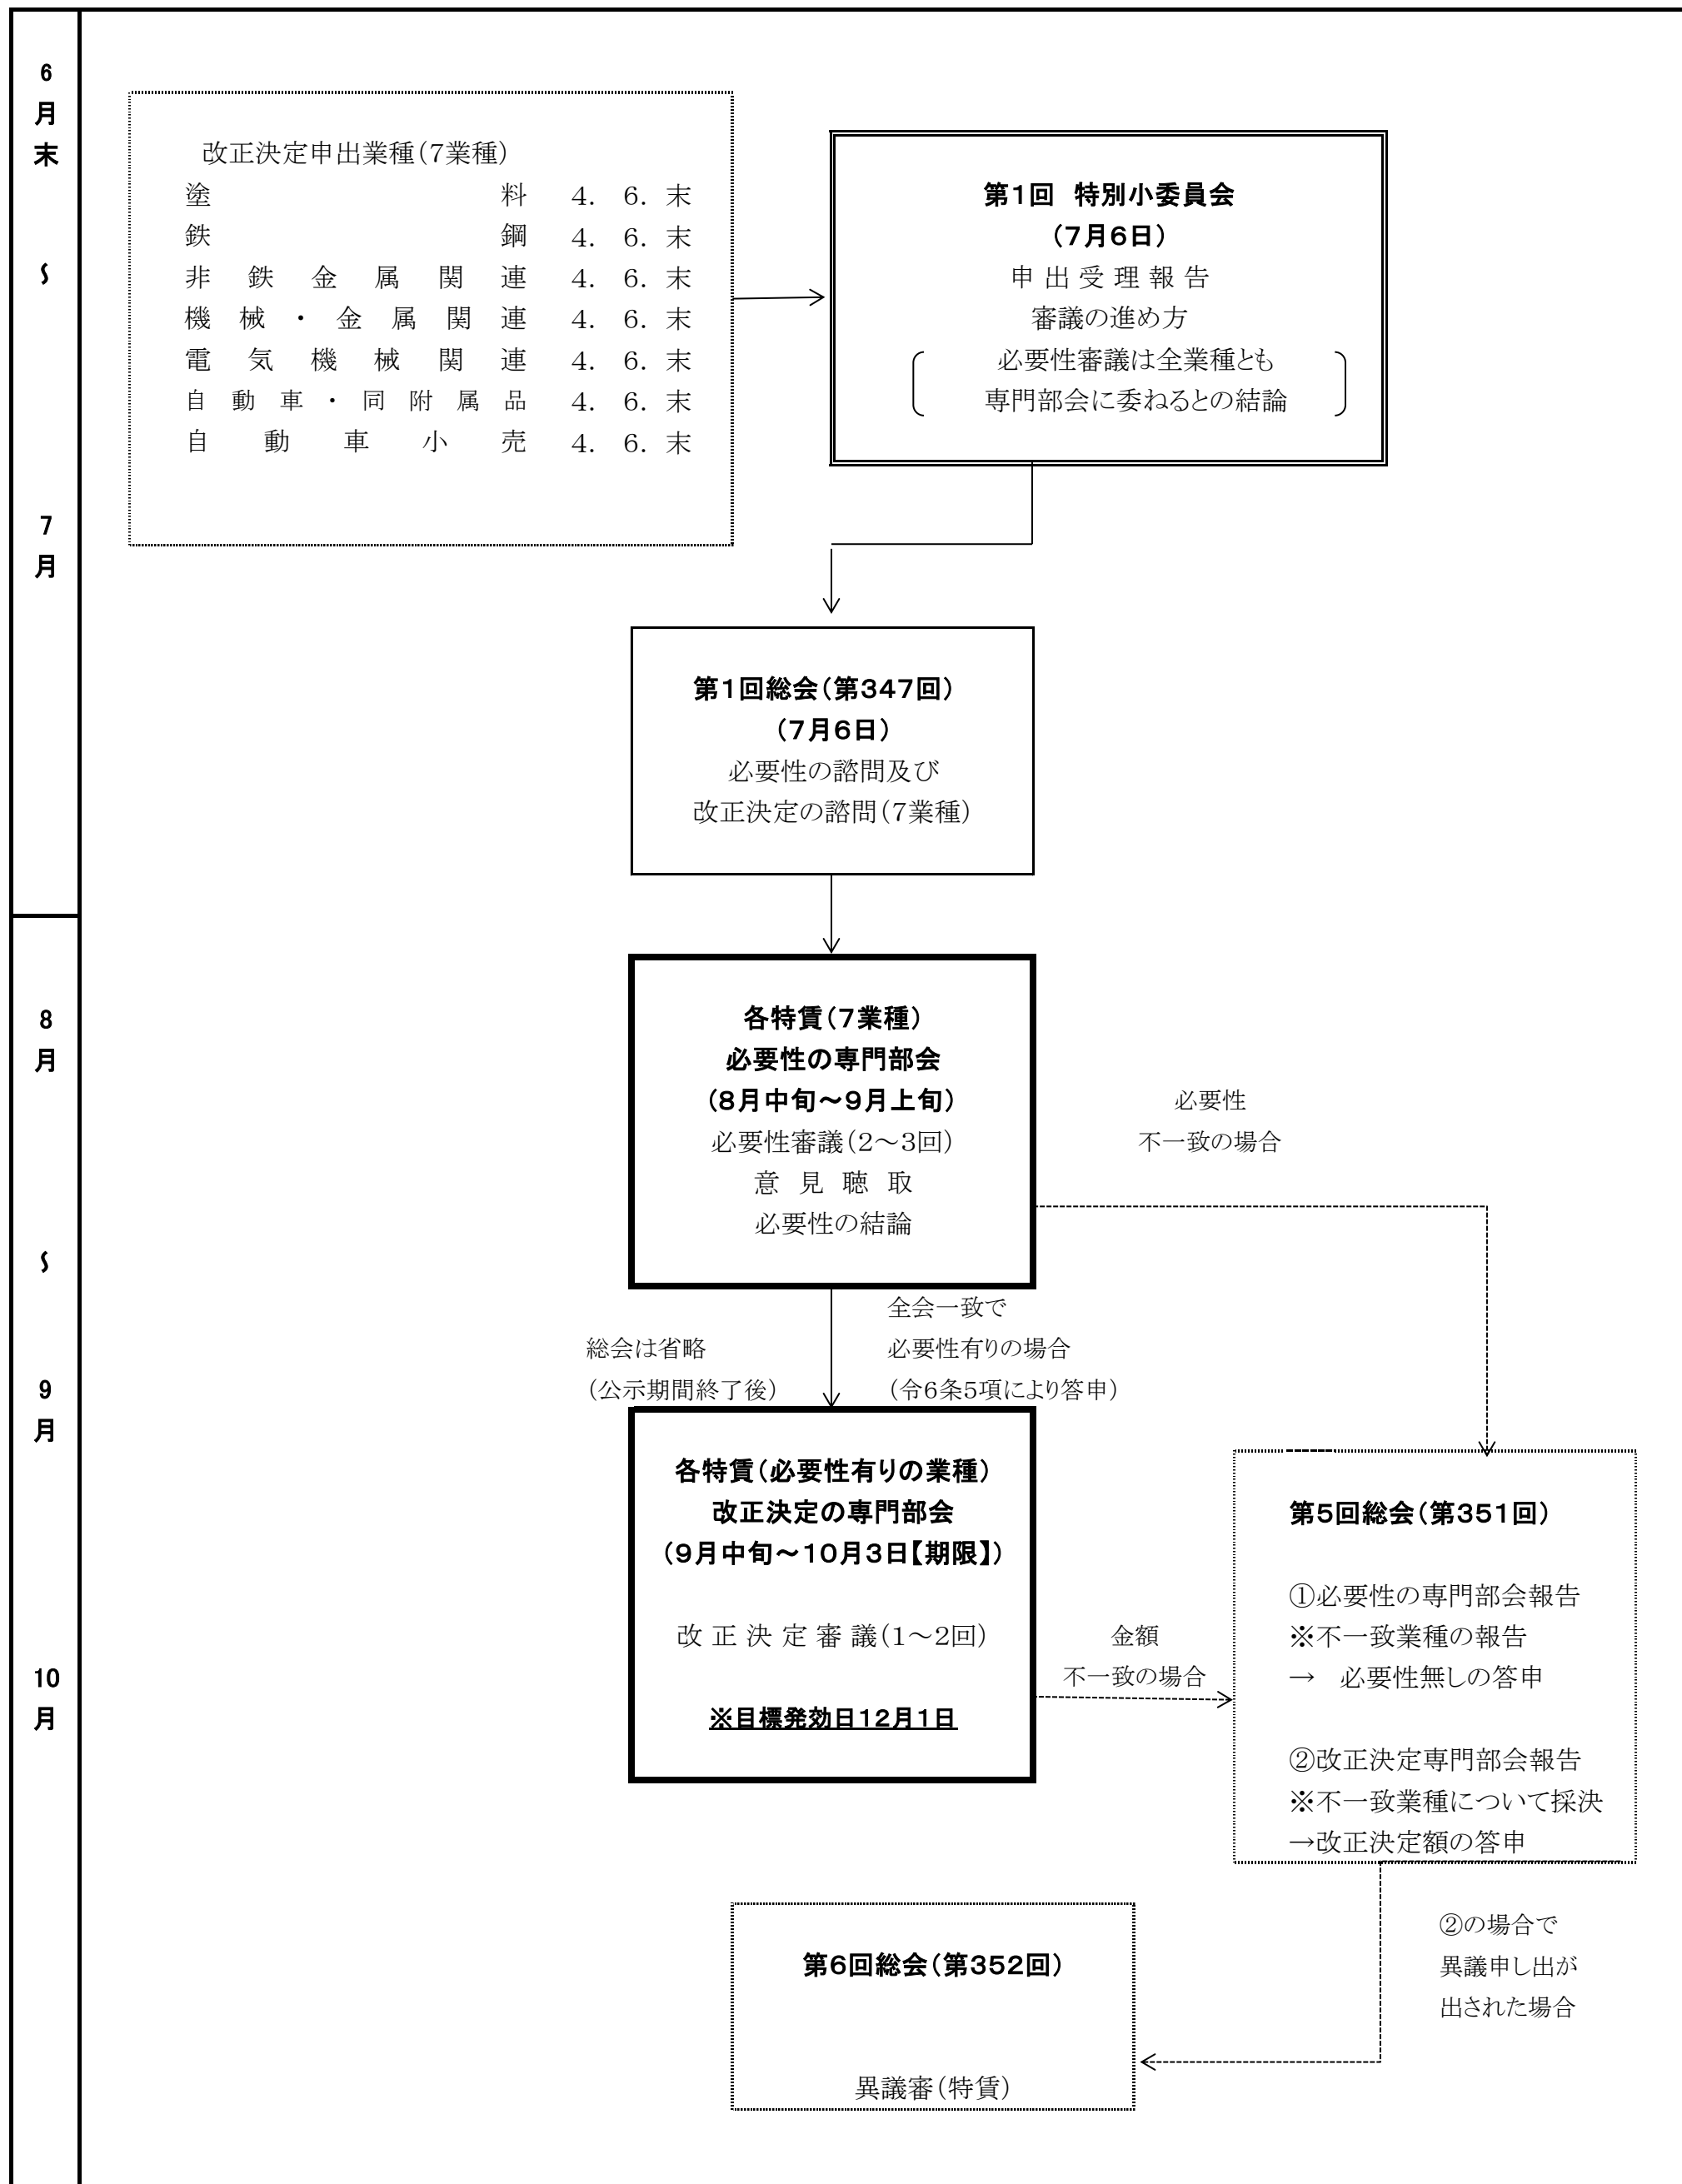 6
月
末
~
7
月
8
月
~
9
月
10
月
改正決定申出業種(7業種)
塗料 4. 6. 末
鉄鋼 4. 6. 末
非鉄金属関連 4. 6. 末
機械・金属関連 4. 6. 末
電気機械関連 4. 6. 末
自動車・同附属品 4. 6. 末
自動車小売 4. 6. 末
第1回 特別小委員会
(7月6日)
申出受理報告
審議の進め方
必要性審議は全業種とも
専門部会に委ねるとの結論
第1回総会(第347回)
(7月6日)
必要性の諮問及び
改正決定の諮問(7業種)
各特賃(7業種)
必要性の専門部会
(8月中旬～9月上旬)
必要性審議(2～3回)
意見聴取
必要性の結論
必要性
不一致の場合
総会は省略
(公示期間終了後)
全会一致で
必要性有りの場合
(令6条5項により答申)
各特賃(必要性有りの業種)
改正決定の専門部会
(9月中旬～10月3日【期限】)
改正決定審議(1～2回)
※目標発効日12月1日
金額
不一致の場合
第5回総会(第351回)
①必要性の専門部会報告
※不一致業種の報告
→ 必要性無しの答申
②改正決定専門部会報告
※不一致業種について採決
→改正決定額の答申
②の場合で
異議申し出が
出された場合
第6回総会(第352回)
異議審(特賃)